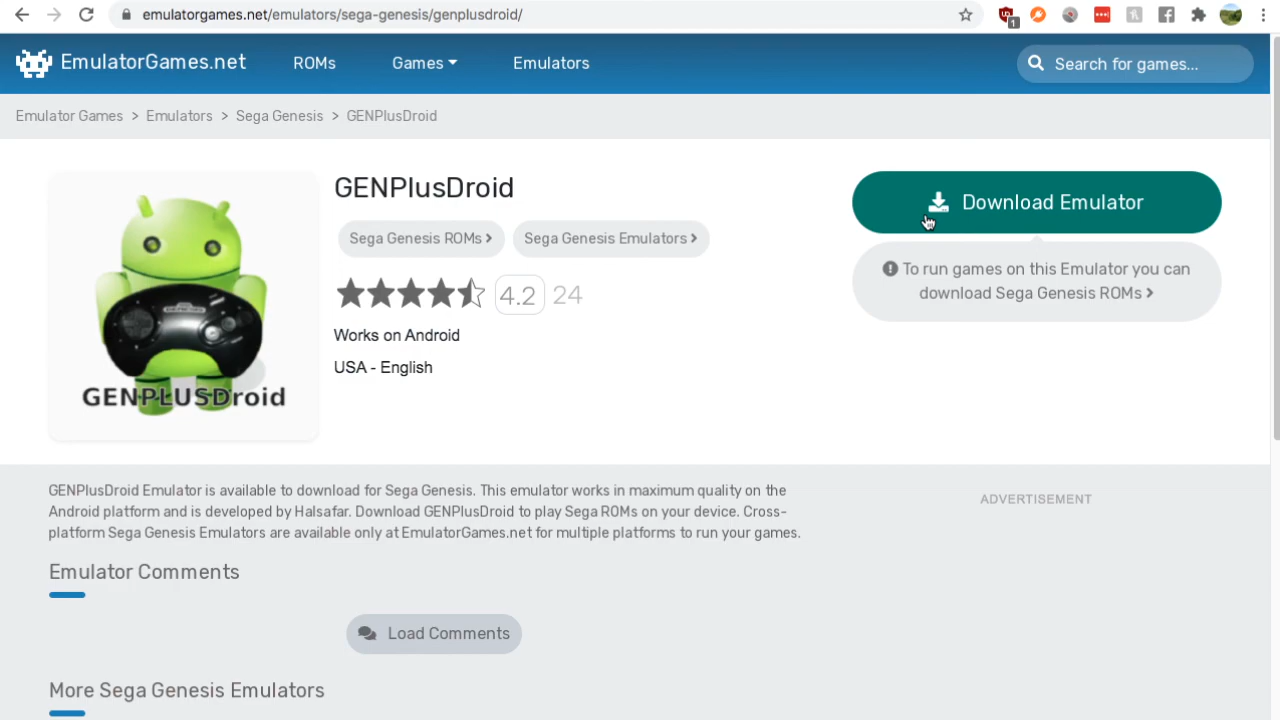 emulatorgames.net/emulators/sega-genesis/genplusdroid/
1
EmulatorGames.net
ROMs
Games
Emulators
Search for games...
Emulator Games > Emulators > Sega Genesis > GENPlusDroid
GENPLUSDroid
GENPlusDroid
Sega Genesis ROMs
Sega Genesis Emulators
4.2 24
Works on Android
USA - English
Download Emulator
To run games on this Emulator you can
download Sega Genesis ROMs
GENPlusDroid Emulator is available to download for Sega Genesis. This emulator works in maximum quality on the
Android platform and is developed by Halsafar. Download GENPlusDroid to play Sega ROMs on your device. Cross-
platform Sega Genesis Emulators are available only at EmulatorGames.net for multiple platforms to run your games.
ADVERTISEMENT
Emulator Comments
Load Comments
More Sega Genesis Emulators